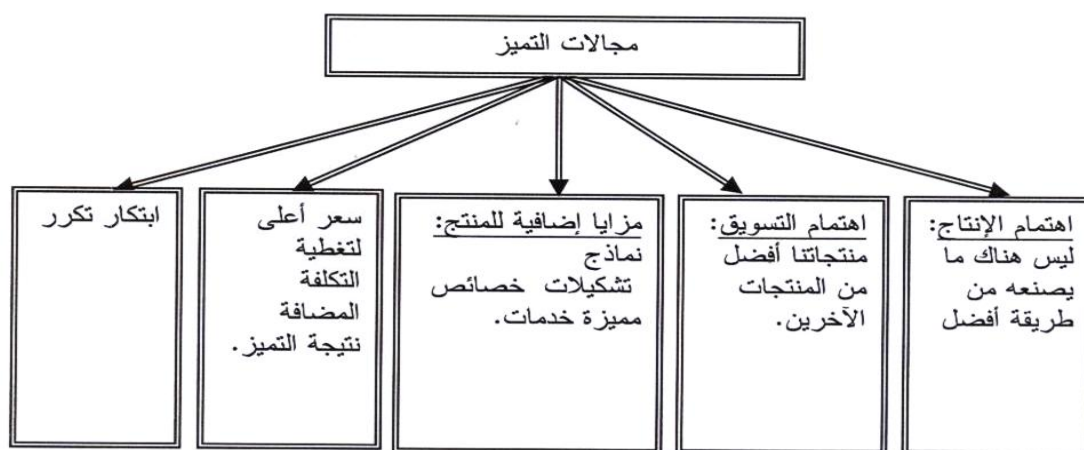 مجالات التميز
اهتمام الإنتاج:
ليس هناك ما
يصنعه من
طريقة أفضل
اهتمام التسويق:
منتجاتنا أفضل
من المنتجات
الآخرين.
مزايا إضافية للمنتج:
نماذج
تشكيلات خصائص
مميزة خدمات.
سعر أعلى
لتغطية
التكلفة
المضافة
نتيجة التميز.
ابتكار تكرر